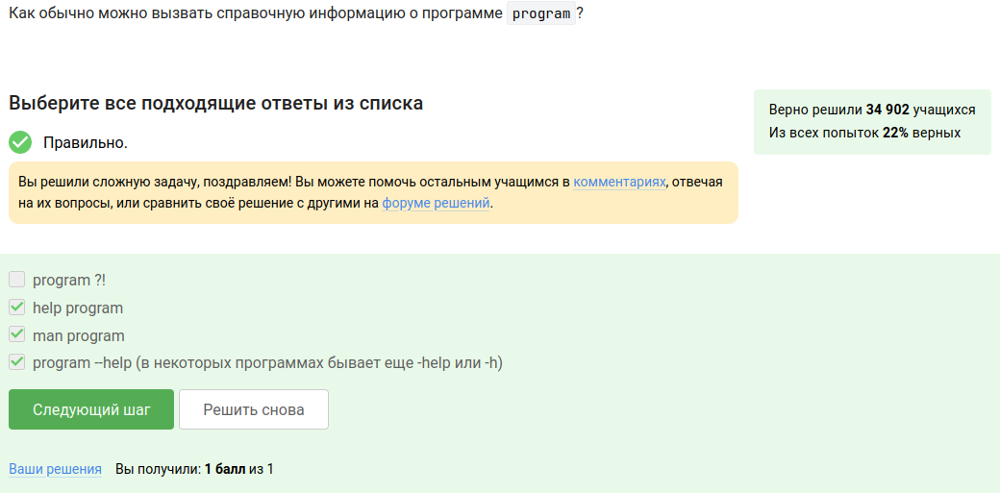 Как обычно можно вызвать справочную информацию о программе program?
Выберите все подходящие ответы из списка
Верно решили 34 902 учащихся
Из всех попыток 22% верных
Правильно.
Вы решили сложную задачу, поздравляем! Вы можете помочь остальным учащимся в комментариях, отвечая
на их вопросы, или сравнить своё решение с другими на форуме решений.
program ?!
help program
man program
program --help (в некоторых программах бывает еще -help или -h)
Следующий шаг
Решить снова
Ваши решения
Вы получили: 1 балл из 1